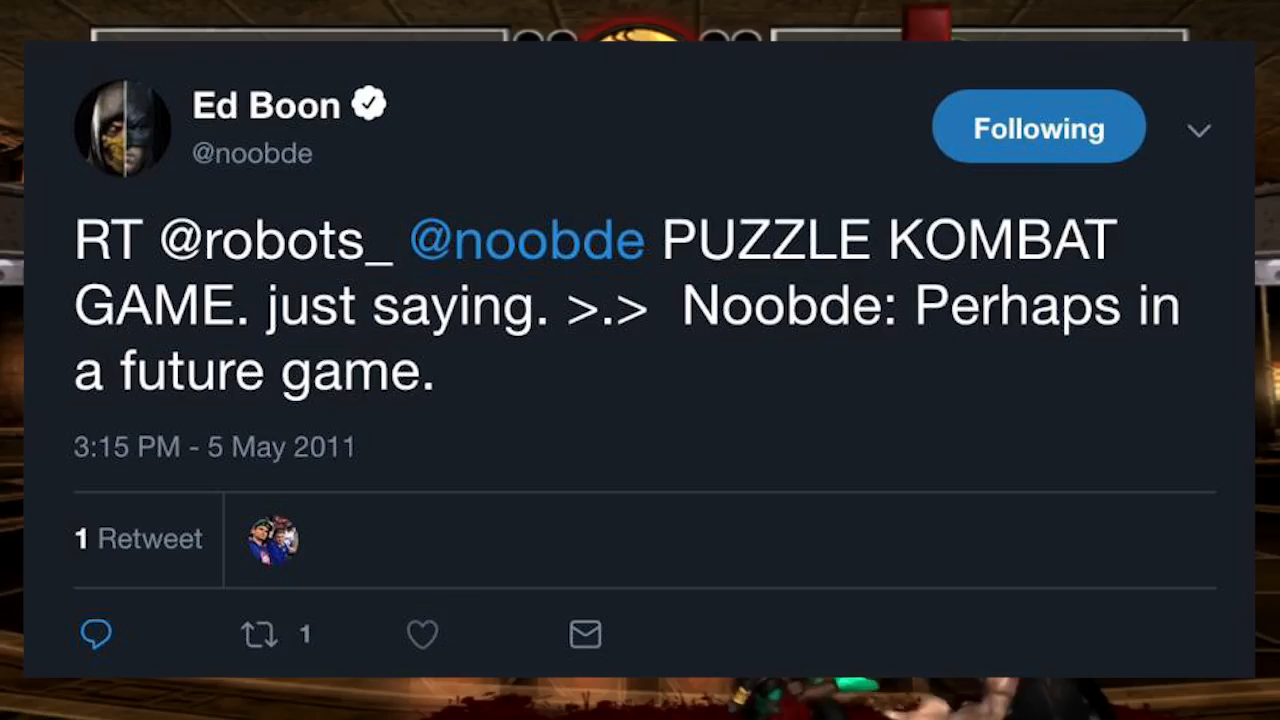 Ed Boon
@noobde
Following
RT @robots_ @noobde PUZZLE KOMBAT
GAME. just saying. >.>  Noobde: Perhaps in
a future game.
3:15 PM - 5 May 2011
1 Retweet
1